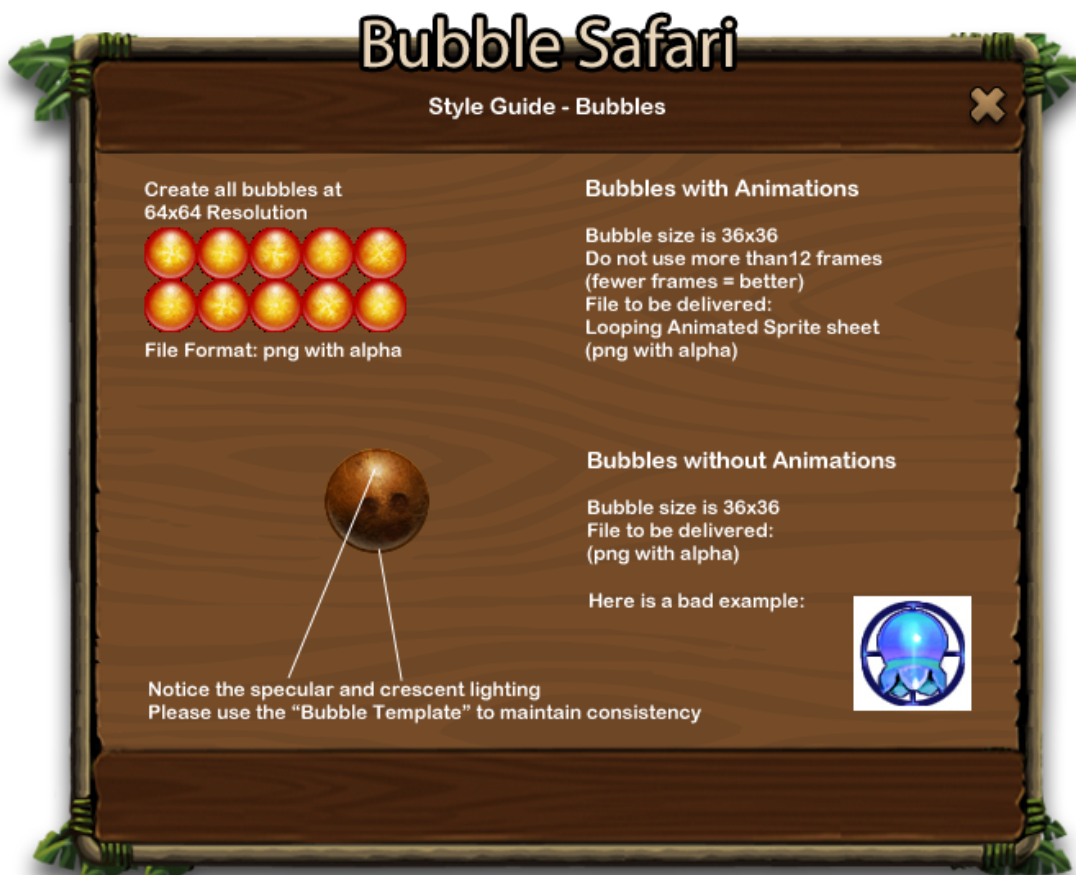 Bubble Safari
Style Guide - Bubbles
Create all bubbles at
64x64 Resolution
File Format: png with alpha
Bubbles with Animations
Bubble size is 36x36
Do not use more than12 frames
(fewer frames = better)
File to be delivered:
Looping Animated Sprite sheet
(png with alpha)
Notice the specular and crescent lighting
Please use the “Bubble Template” to maintain consistency
Bubbles without Animations
Bubble size is 36x36
File to be delivered:
(png with alpha)
Here is a bad example: